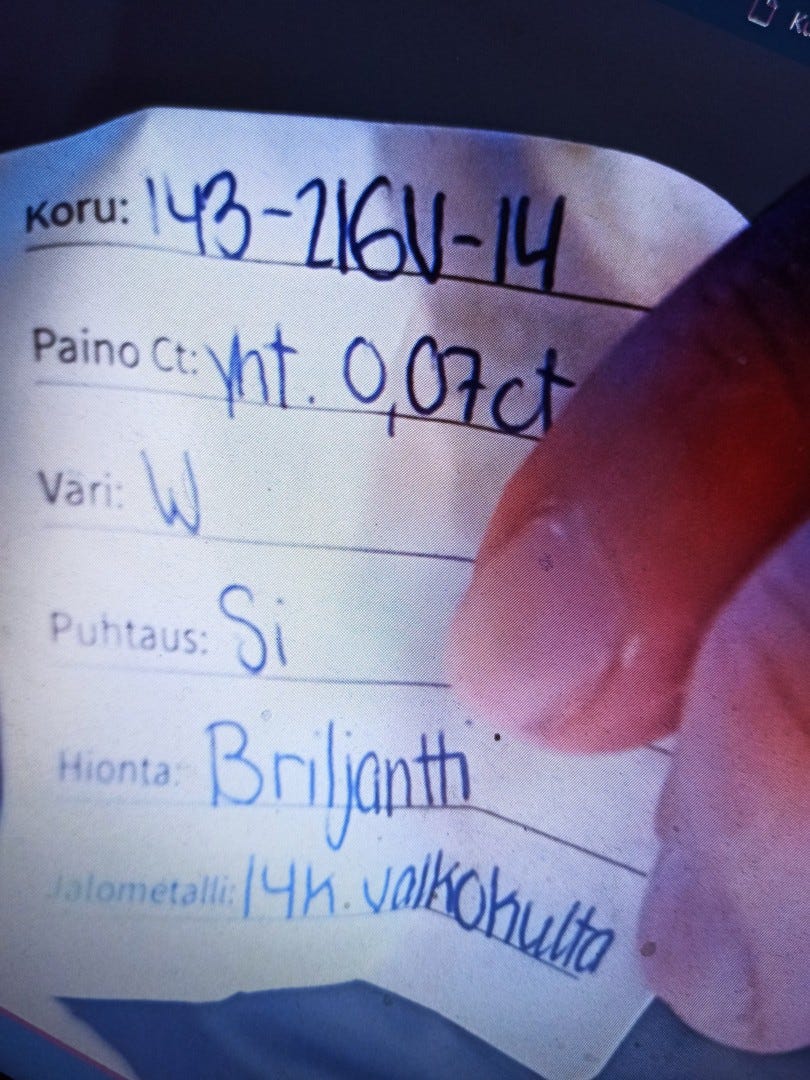 Koru: 143-216V-14
Paino Ct: yht. 0,07ct
Väri: W
Puhtaus: Si
Hionta: Briljantti
Jalometalli: 14k. valkokulta